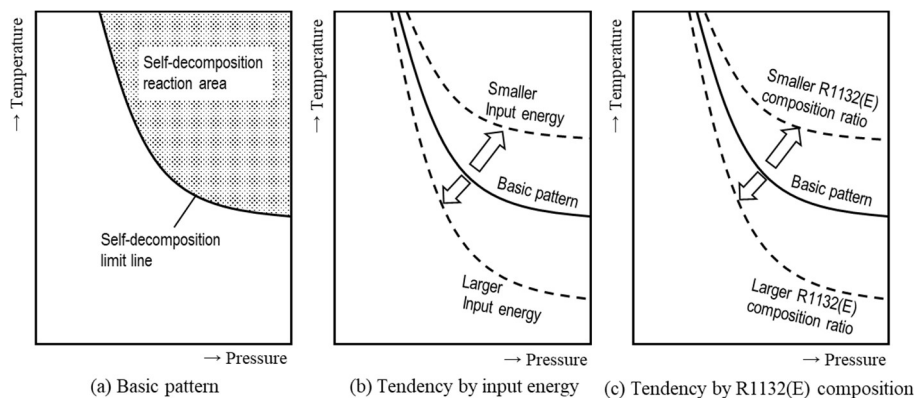 → Temperature
Self-decomposition
reaction area
Self-decomposition
limit line
→ Pressure
(a) Basic pattern
→ Temperature
Smaller
Input energy
Basic pattern
Larger
Input energy
→ Pressure
(b) Tendency by input energy
→ Temperature
Smaller R1132(E)
composition ratio
Basic pattern
Larger R1132(E)
composition ratio
→ Pressure
(c) Tendency by R1132(E) composition